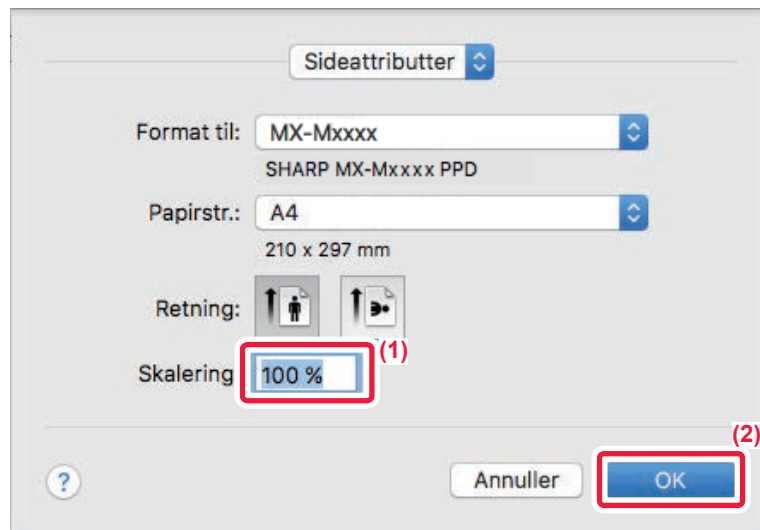 Sideattributter
Format til: MX-Mxxxx
SHARP MX-Mxxxx PPD
Papirstr.: A4
210 x 297 mm
Retning:
(1)
Skalering 100 %
(2)
? Annuller OK